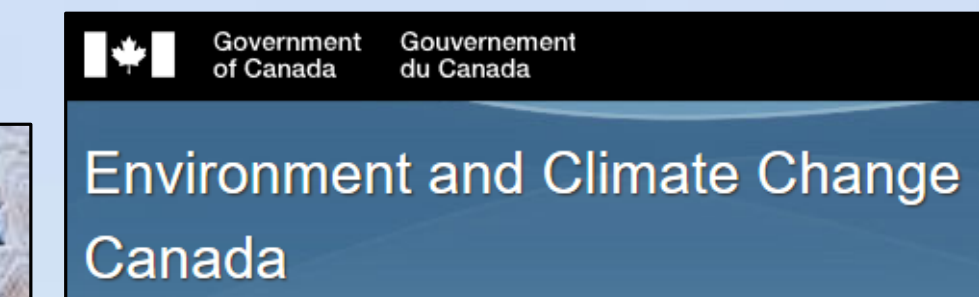 Government Gouvernement
of Canada du Canada
Environment and Climate Change
Canada